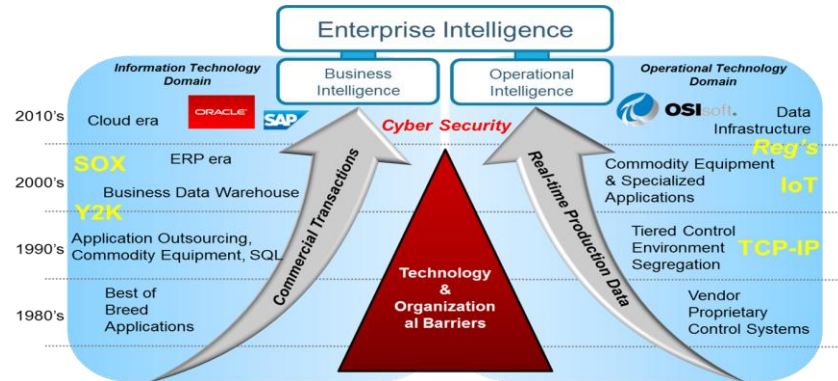 Enterprise Intelligence
Information Technology
Domain
Business
Intelligence
Operational
Intelligence
Operational Technology
Domain
2010's
Cloud era
ORACLE
SAP
Cyber Security
OSIsoft.
Data
Infrastructure
Reg's
SOX
ERP era
2000's
Business Data Warehouse
Commodity Equipment
& Specialized
Applications
IoT
Y2K
1990's
Application Outsourcing,
Commodity Equipment, SQL
Commercial Transactions
Technology
&
Organization
al Barriers
Real-time Production Data
Tiered Control
Environment
Segregation
TCP-IP
1980's
Best of
Breed
Applications
Vendor
Proprietary
Control Systems